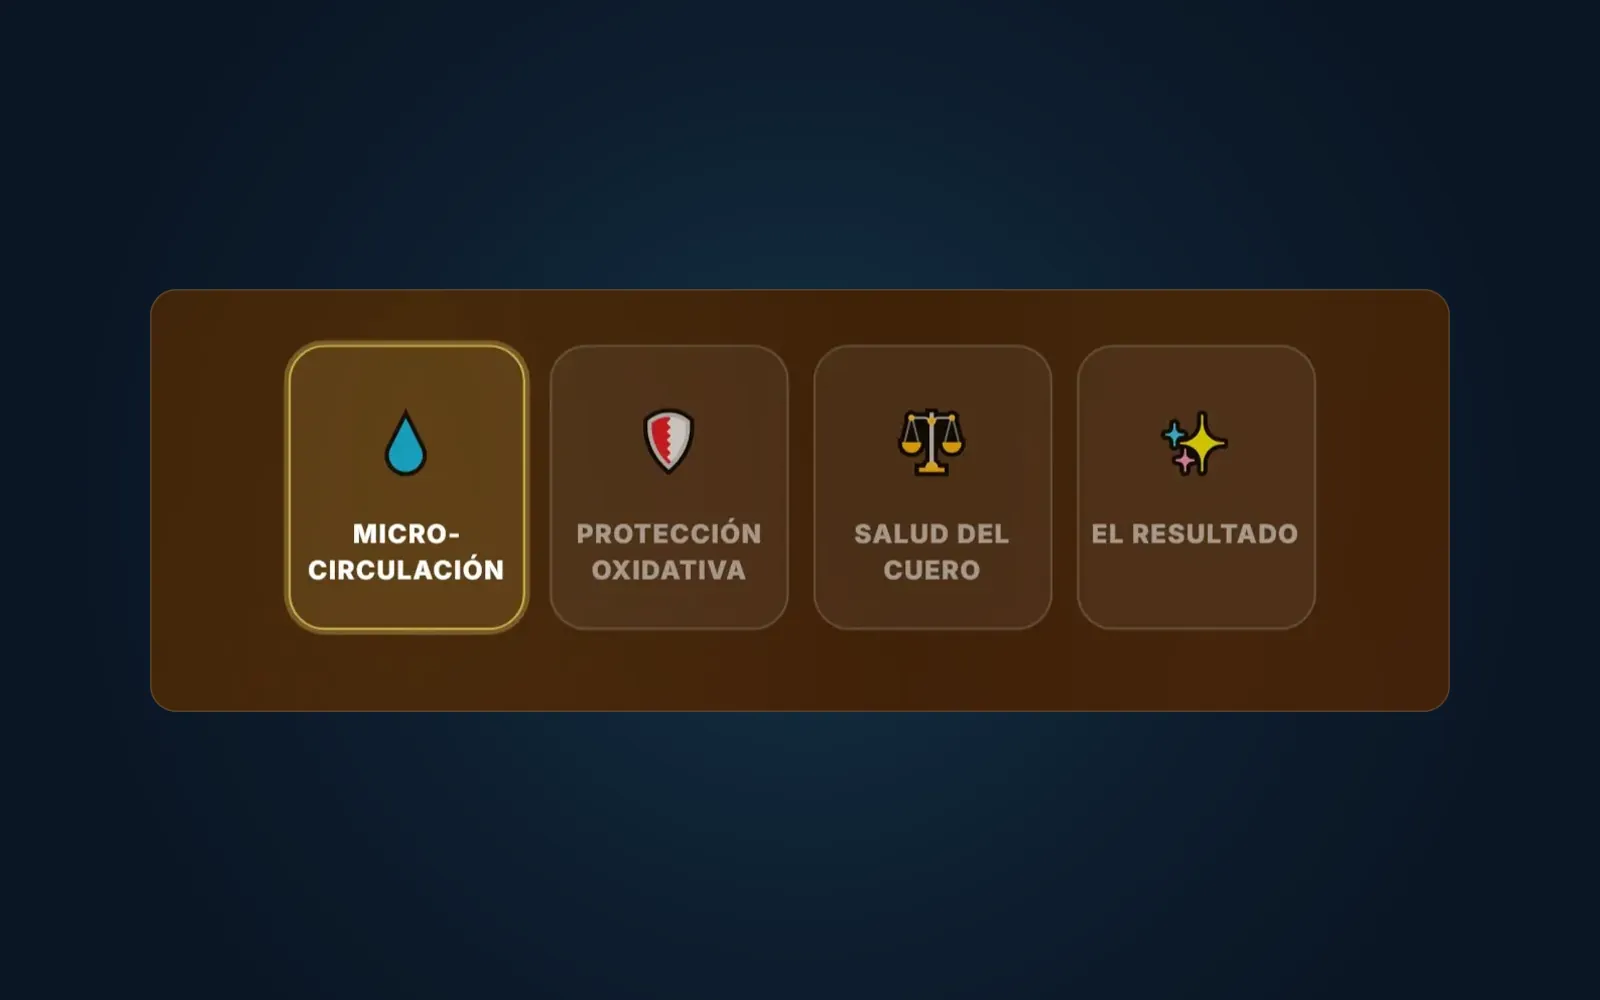 MICRO-
CIRCULACIÓN
PROTECCIÓN
OXIDATIVA
SALUD DEL
CUERO
EL RESULTADO